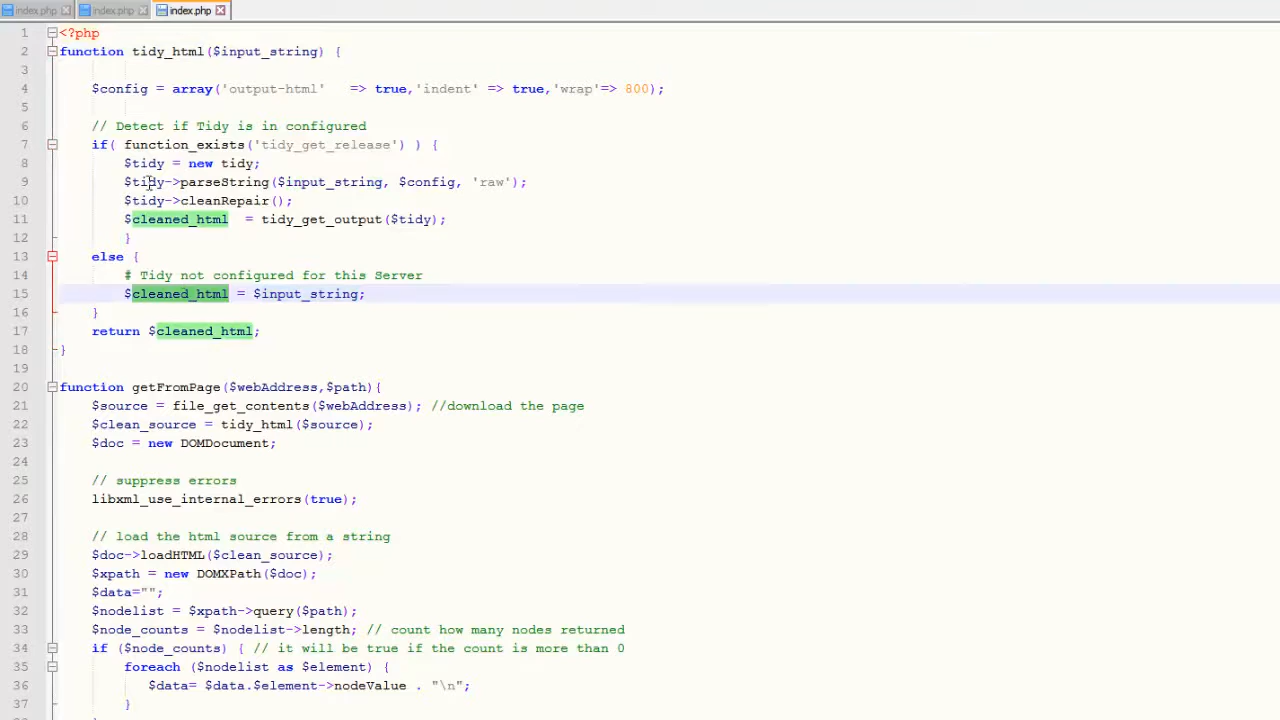 index.php index.php index.php
1 <?php
2 function tidy_html($input_string) {
3
4 $config = array('output-html'   => true,'indent' => true,'wrap'=> 800);
5
6 // Detect if Tidy is in configured
7 if( function_exists('tidy_get_release') ) {
8 $tidy = new tidy;
9 $tidy->parseString($input_string, $config, 'raw');
10 $tidy->cleanRepair();
11 $cleaned_html  = tidy_get_output($tidy);
12 }
13 else {
14 # Tidy not configured for this Server
15 $cleaned_html = $input_string;
16 }
17 return $cleaned_html;
18 }
19
20 function getFromPage($webAddress,$path){
21 $source = file_get_contents($webAddress); //download the page
22 $clean_source = tidy_html($source);
23 $doc = new DOMDocument;
24
25 // suppress errors
26 libxml_use_internal_errors(true);
27
28 // load the html source from a string
29 $doc->loadHTML($clean_source);
30 $xpath = new DOMXPath($doc);
31 $data="";
32 $nodelist = $xpath->query($path);
33 $node_counts = $nodelist->length; // count how many nodes returned
34 if ($node_counts) { // it will be true if the count is more than 0
35 foreach ($nodelist as $element) {
36 $data= $data.$element->nodeValue . "\n";
37 }